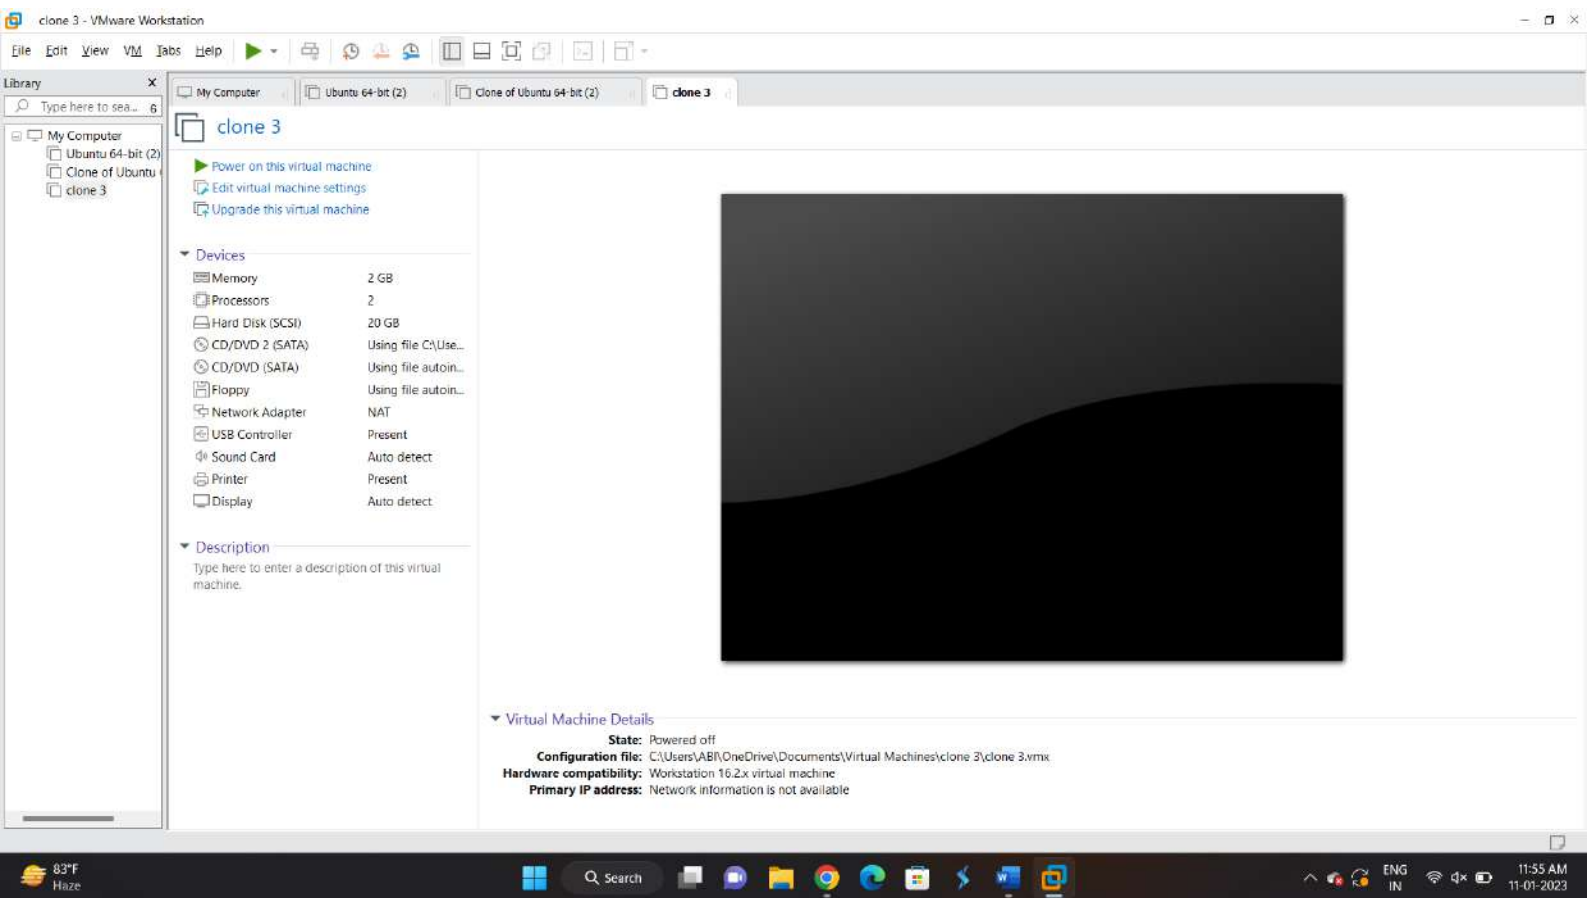 clone 3 - VMware Workstation
File Edit View VM Tabs Help
Library X
Type here to sea...
My Computer
Ubuntu 64-bit (2)
Clone of Ubuntu
clone 3
My Computer
Ubuntu 64-bit (2)
Clone of Ubuntu 64-bit (2)
clone 3
clone 3
Power on this virtual machine
Edit virtual machine settings
Upgrade this virtual machine
Devices
Memory 2 GB
Processors 2
Hard Disk (SCSI) 20 GB
CD/DVD 2 (SATA) Using file C:\Use...
CD/DVD (SATA) Using file autoin...
Floppy Using file autoin...
Network Adapter NAT
USB Controller Present
Sound Card Auto detect
Printer Present
Display Auto detect
Description
Type here to enter a description of this virtual
machine.
Virtual Machine Details
State: Powered off
Configuration file: C:\Users\ABI\OneDrive\Documents\Virtual Machines\clone 3\clone 3.vmx
Hardware compatibility: Workstation 16.2.x virtual machine
Primary IP address: Network information is not available
83°F
Haze
Search
ENG
IN
11:55 AM
11-01-2023